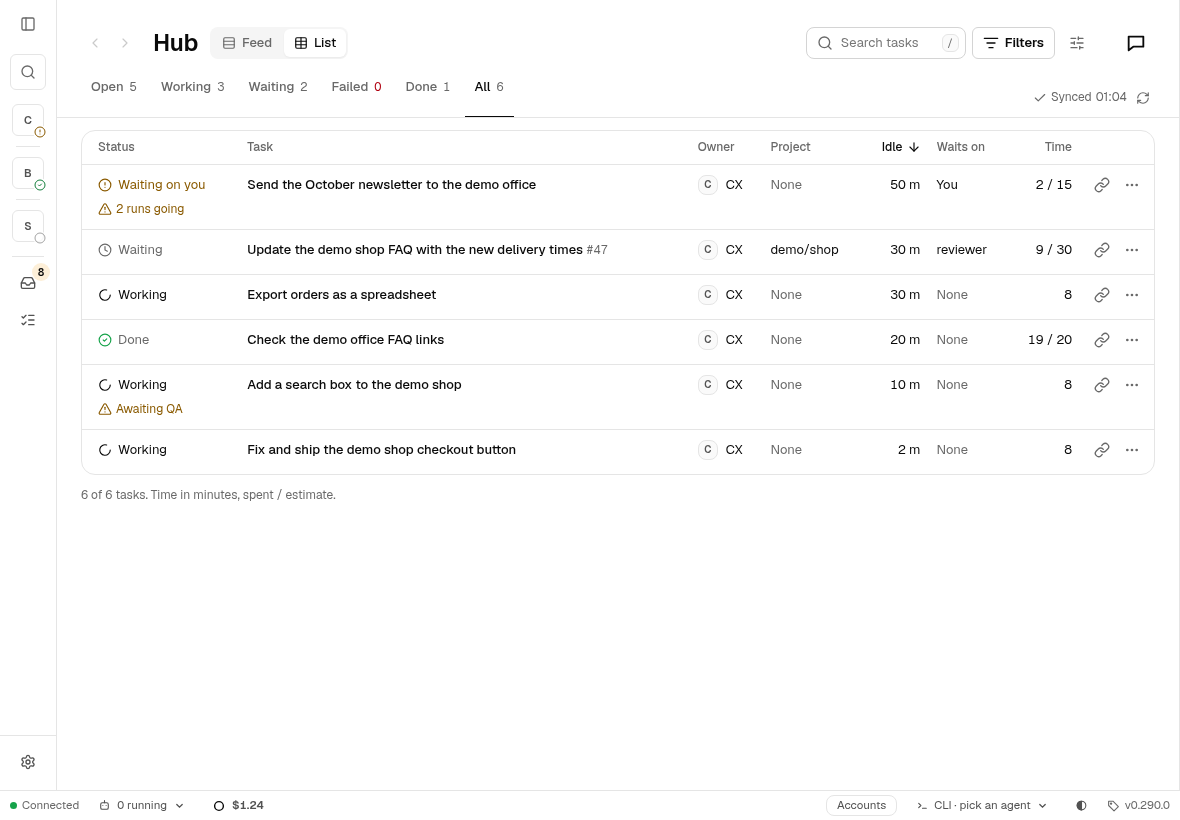 Hub
Feed
List
Search tasks
/
Filters
Open 5
Working 3
Waiting 2
Failed 0
Done 1
All 6
Synced 01:04
C
B
S
8
Status Task Owner Project Idle Waits on Time
Waiting on you Send the October newsletter to the demo office C CX None 50 m You 2 / 15
2 runs going
Waiting Update the demo shop FAQ with the new delivery times #47 C CX demo/shop 30 m reviewer 9 / 30
Working Export orders as a spreadsheet C CX None 30 m None 8
Done Check the demo office FAQ links C CX None 20 m None 19 / 20
Working Add a search box to the demo shop C CX None 10 m None 8
Awaiting QA
Working Fix and ship the demo shop checkout button C CX None 2 m None 8
6 of 6 tasks. Time in minutes, spent / estimate.
Connected
0 running
$1.24
Accounts
CLI · pick an agent
v0.290.0